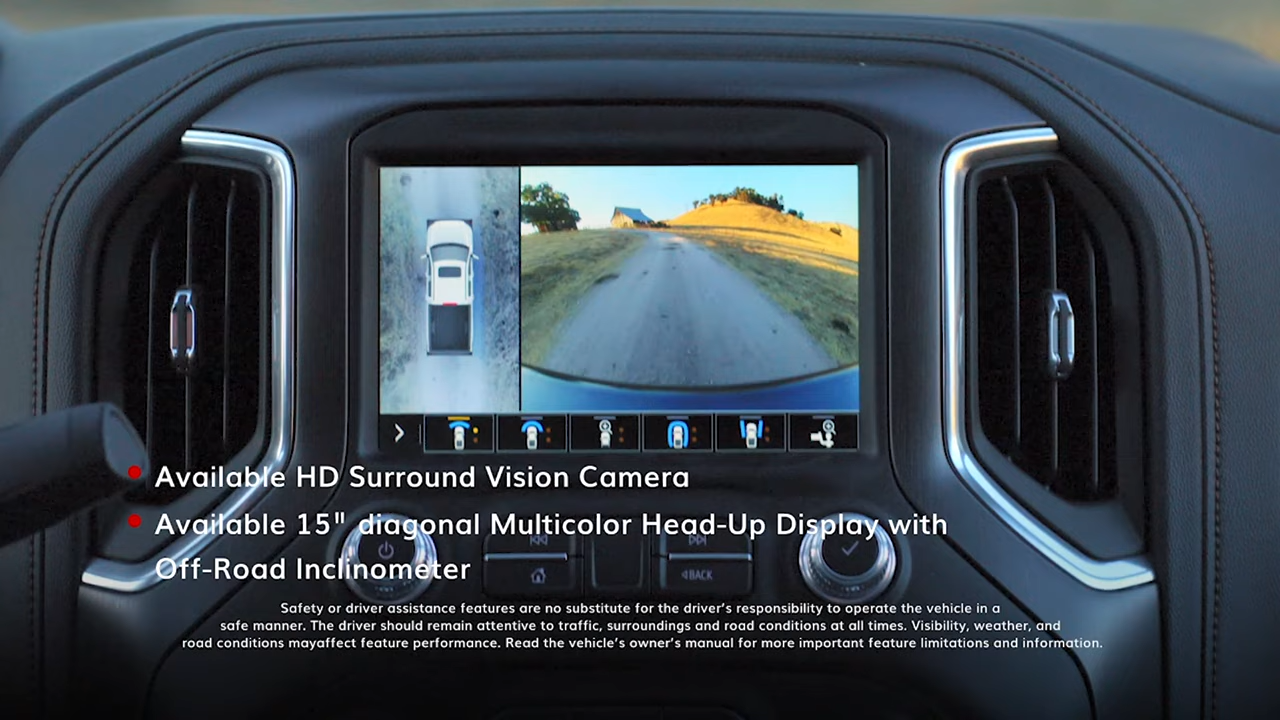 Available HD Surround Vision Camera
Available 15" diagonal Multicolor Head-Up Display with
Off-Road Inclinometer
BACK
Safety or driver assistance features are no substitute for the driver's responsibility to operate the vehicle in a
safe manner. The driver should remain attentive to traffic, surroundings and road conditions at all times. Visibility, weather, and
road conditions mayaffect feature performance. Read the vehicle's owner's manual for more important feature limitations and information.